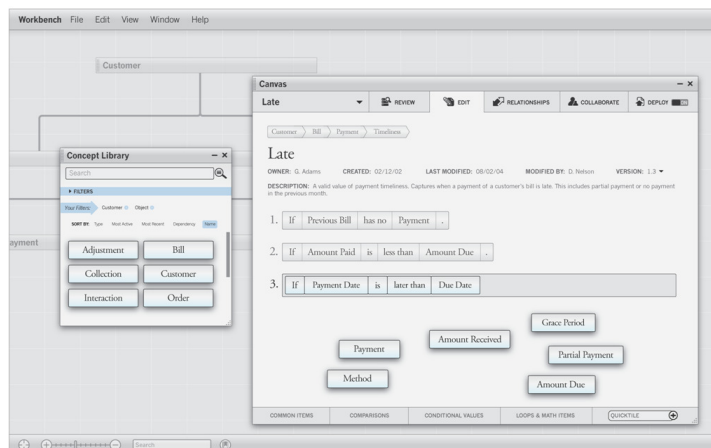 Workbench File Edit View Window Help
Customer
Canvas
Late REVIEW EDIT RELATIONSHIPS COLLABORATE DEPLOY
Customer Bill Payment Timeliness
Late
OWNER: G. Adams CREATED: 02/12/02 LAST MODIFIED: 08/02/04 MODIFIED BY: D. Nelson VERSION: 1.3
DESCRIPTION: A valid value of payment timeliness. Captures when a payment of a customer's bill is late. This includes partial payment or no payment
in the previous month.
1. If Previous Bill has no Payment .
2. If Amount Paid is less than Amount Due .
3. If Payment Date is later than Due Date
Grace Period
Amount Received
Payment
Partial Payment
Method
Amount Due
COMMON ITEMS COMPARISONS CONDITIONAL VALUES LOOPS & MATH ITEMS QUICKTILE
Concept Library
Search
FILTERS
Your Filters: Customer Object
SORT BY: Type Most Active Most Recent Dependency Name
Adjustment Bill
Collection Customer
Interaction Order
ayment
Search